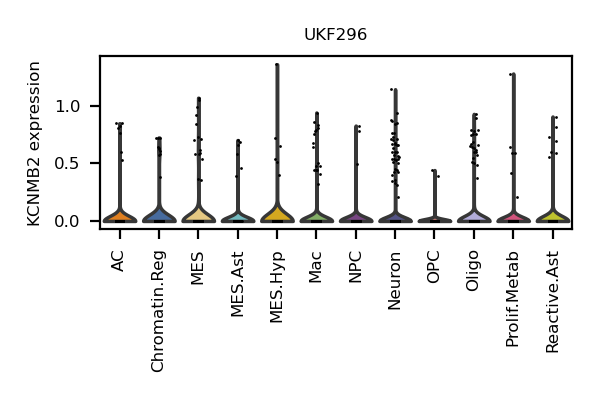 UKF296
KCNMB2 expression
1.0
0.5
0.0
AC
Chromatin.Reg
MES
MES.Ast
MES.Hyp
Mac
NPC
Neuron
OPC
Oligo
Prolif.Metab
Reactive.Ast